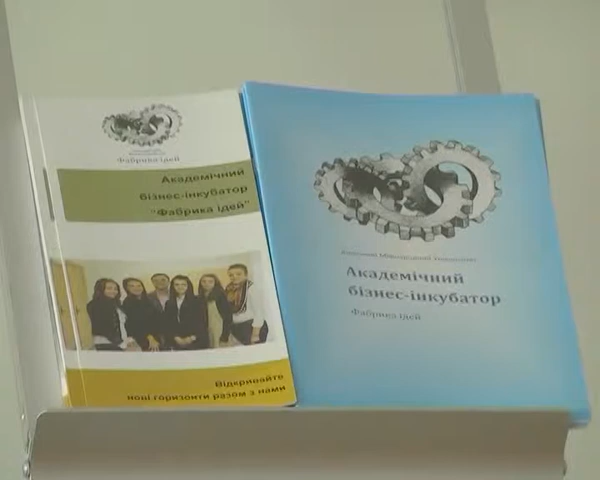 Фабрика ідей
Академічний
бізнес-інкубатор
"Фабрика ідей"
Відкривайте
нові горизонти разом з нами
Академічний
бізнес-інкубатор
Фабрика ідей